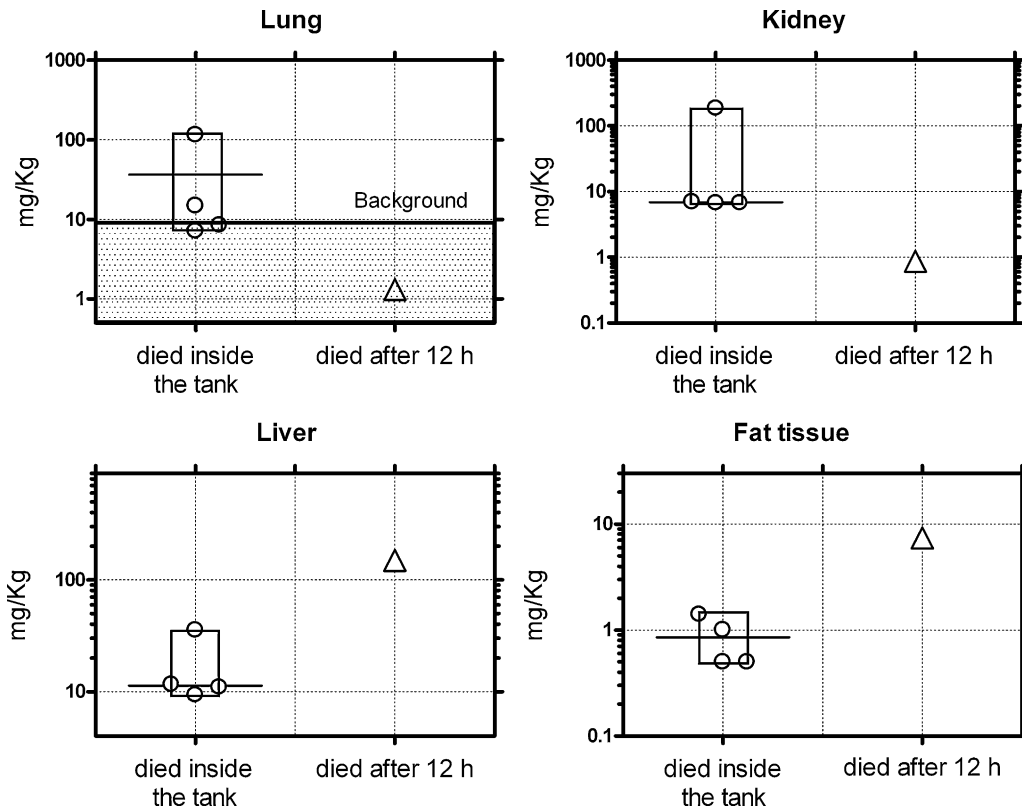 Lung
mg/Kg
1000
100
10
1
Background
died inside
the tank
died after 12 h
Kidney
mg/Kg
1000
100
10
1
0.1
died inside
the tank
died after 12 h
Liver
mg/Kg
100
10
died inside
the tank
died after 12 h
Fat tissue
mg/Kg
10
1
0.1
died inside
the tank
died after 12 h